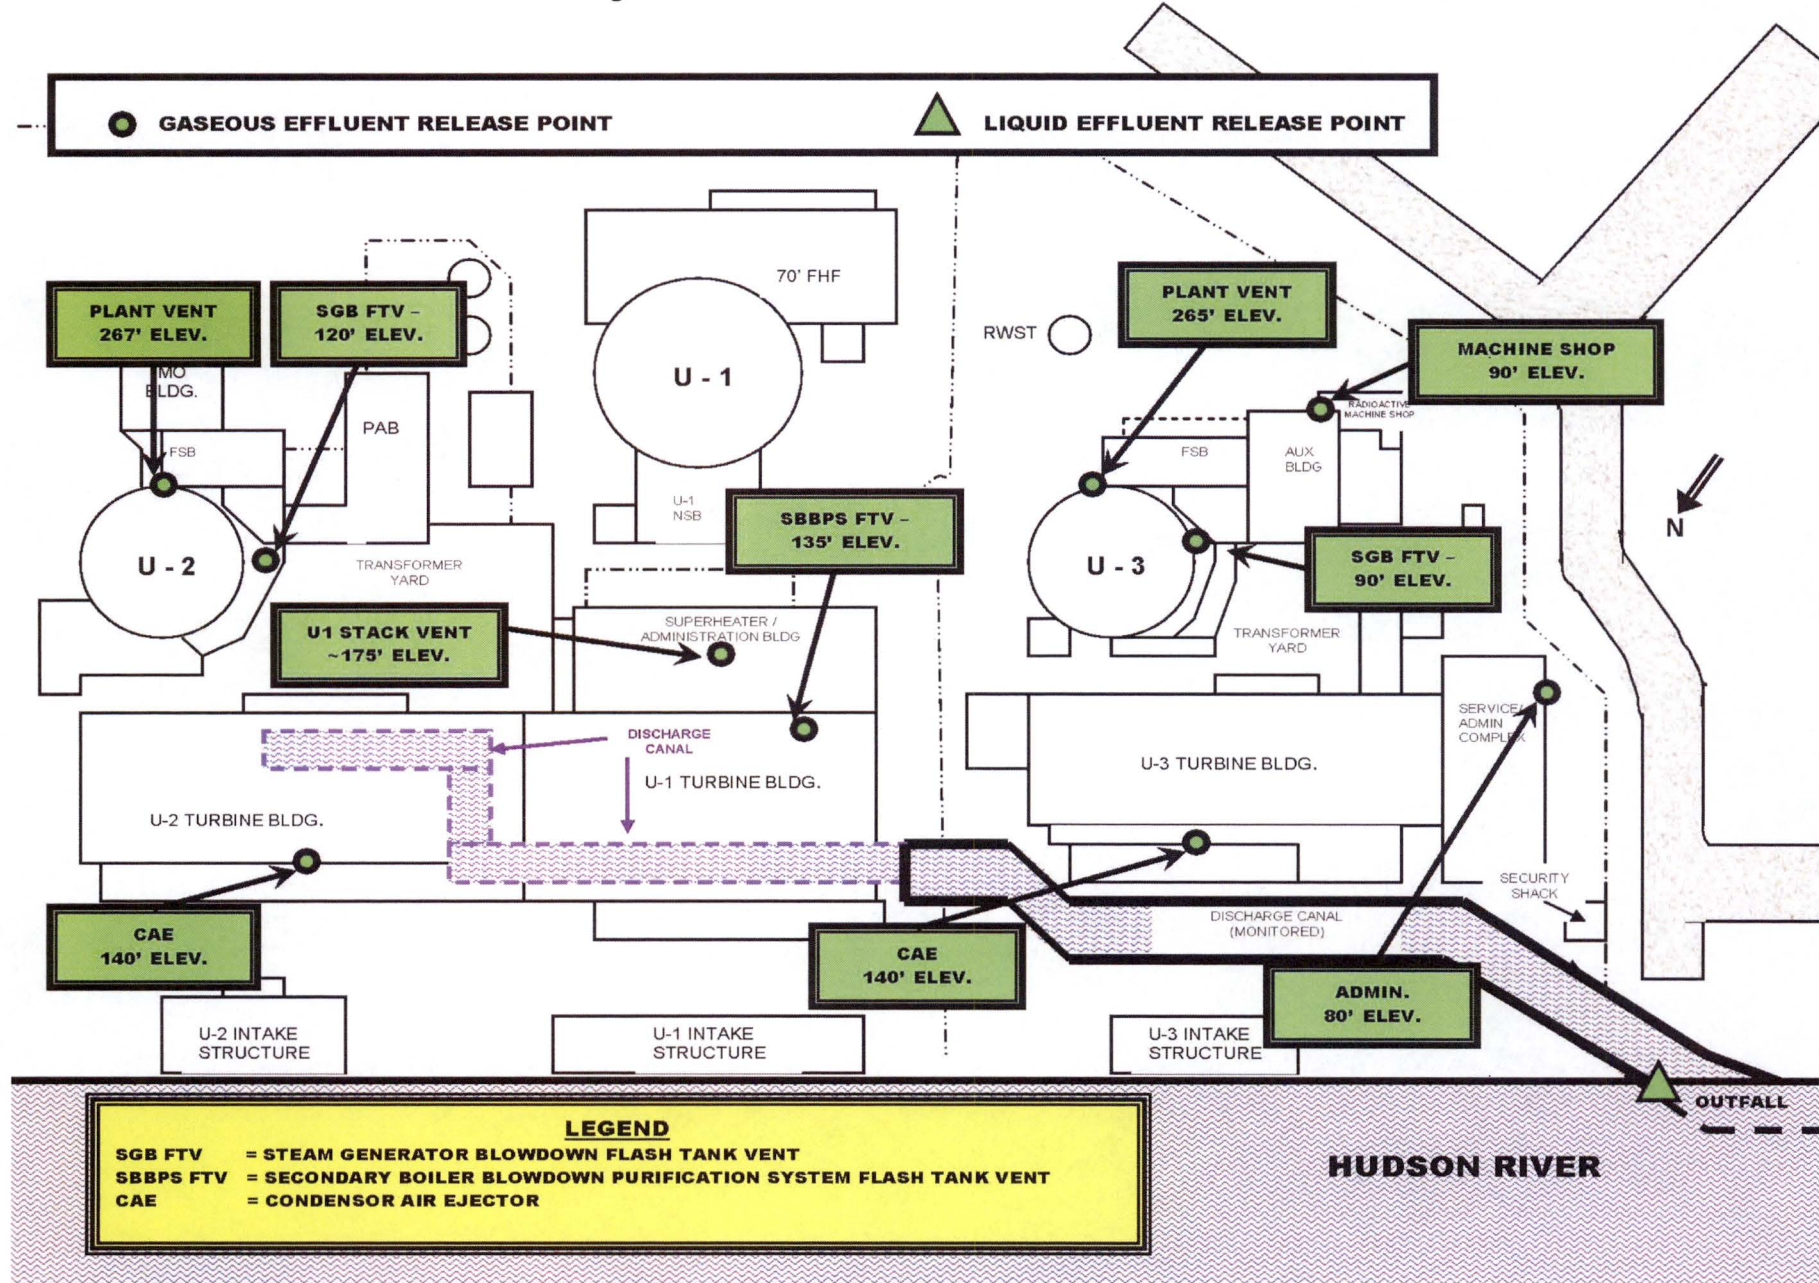 GASEOUS EFFLUENT RELEASE POINT
LIQUID EFFLUENT RELEASE POINT
PLANT VENT
267' ELEV.
SGB FTV –
120' ELEV.
70' FHF
U - 1
RWST
PLANT VENT
265' ELEV.
MACHINE SHOP
90' ELEV.
MO
BLDG.
FSB
PAB
U-1
NSB
RADIOACTIVE
MACHINE SHOP
FSB
AUX
BLDG
N
SBBPS FTV –
135' ELEV.
U - 2
TRANSFORMER
YARD
U - 3
SGB FTV –
90' ELEV.
U1 STACK VENT
~175' ELEV.
SUPERHEATER /
ADMINISTRATION BLDG
TRANSFORMER
YARD
DISCHARGE
CANAL
U-1 TURBINE BLDG.
U-2 TURBINE BLDG.
U-3 TURBINE BLDG.
SERVICE/
ADMIN
COMPLEX
SECURITY
SHACK
DISCHARGE CANAL
(MONITORED)
CAE
140' ELEV.
CAE
140' ELEV.
ADMIN.
80' ELEV.
U-2 INTAKE
STRUCTURE
U-1 INTAKE
STRUCTURE
U-3 INTAKE
STRUCTURE
OUTFALL
HUDSON RIVER
LEGEND
SGB FTV = STEAM GENERATOR BLOWDOWN FLASH TANK VENT
SBBPS FTV = SECONDARY BOILER BLOWDOWN PURIFICATION SYSTEM FLASH TANK VENT
CAE = CONDENSOR AIR EJECTOR